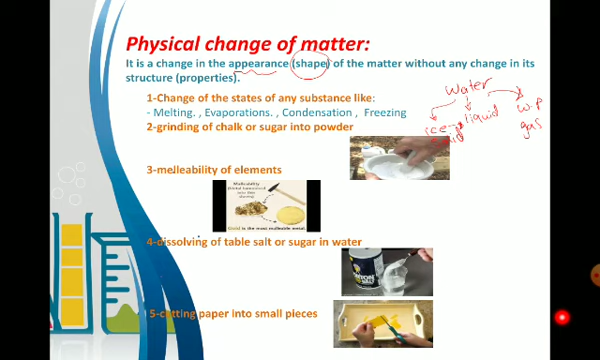 Physical change of matter:
It is a change in the appearance (shape) of the matter without any change in its
structure (properties).
1-Change of the states of any substance like:
- Melting. , Evaporations. , Condensation , Freezing
2-grinding of chalk or sugar into powder
3-melleability of elements
4-dissolving of table salt or sugar in water
5-cutting paper into small pieces
Water
ice liquid w.p
solid gas
Malleability
Gold is the most malleable metal